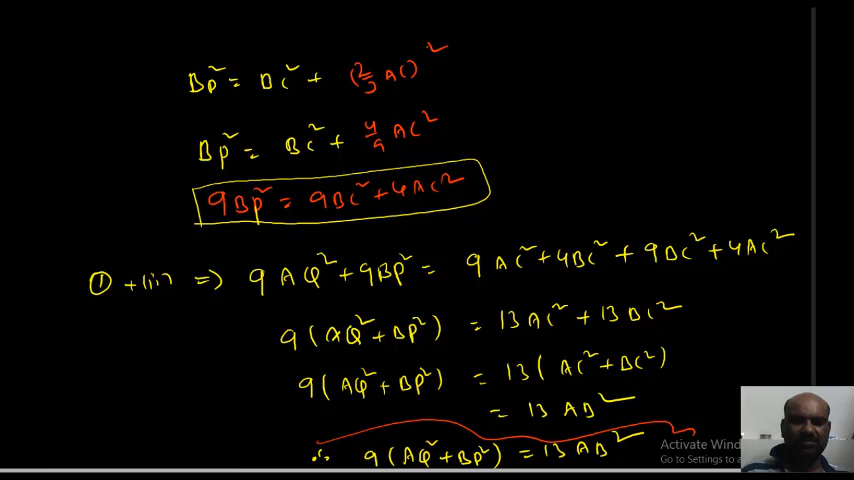 BP² = BC² + (2/3 AC)²
BP² = BC² + 4/9 AC²
9BP² = 9BC² + 4AC²
① + (iii) => 9AQ² + 9BP² = 9AC² + 4BC² + 9BC² + 4AC²
9(AQ² + BP²) = 13AC² + 13BC²
9(AQ² + BP²) = 13(AC² + BC²)
= 13AB²
∴ 9(AQ² + BP²) = 13AB²
Activate Wind
Go to Settings to a